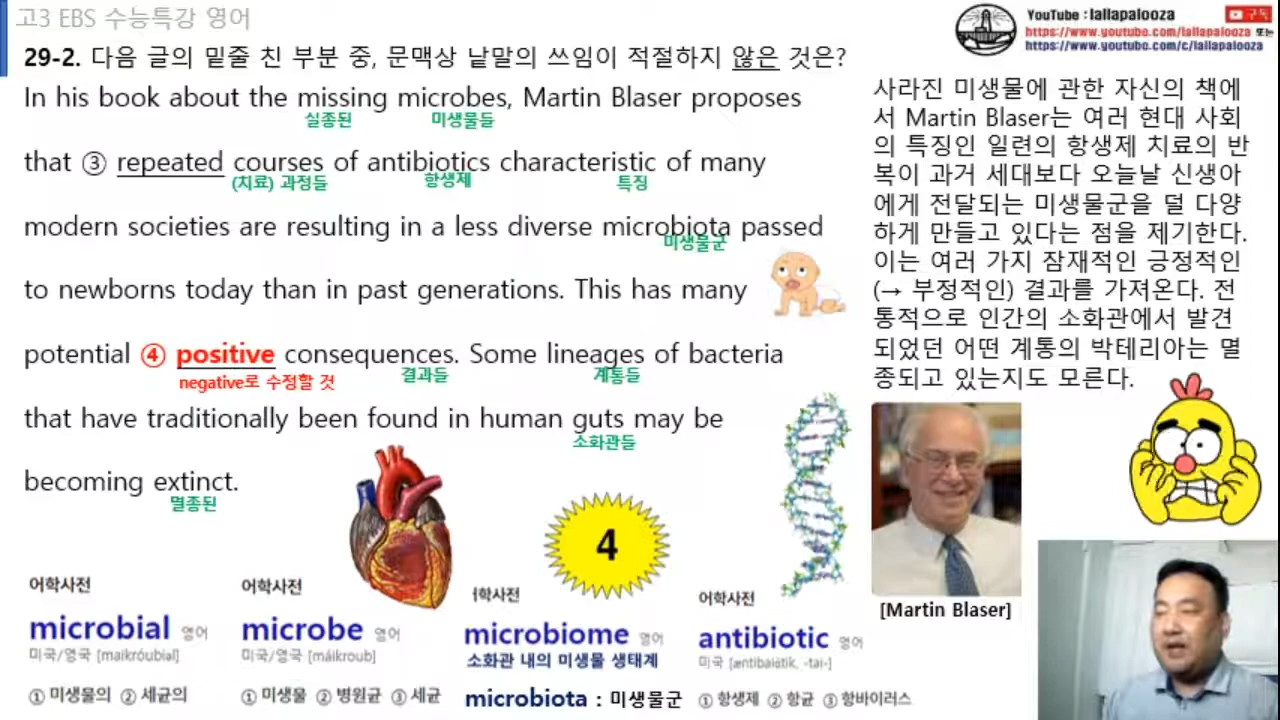 고3 EBS 수능특강 영어
YouTube : lallapalooza
구독
https://www.youtube.com/lallapalooza 또는
https://www.youtube.com/c/lallapalooza
29-2. 다음 글의 밑줄 친 부분 중, 문맥상 낱말의 쓰임이 적절하지 않은 것은?
In his book about the missing microbes, Martin Blaser proposes
실종된 미생물들
that ③ repeated courses of antibiotics characteristic of many
(치료) 과정들 항생제 특징
modern societies are resulting in a less diverse microbiota passed
미생물군
to newborns today than in past generations. This has many
potential ④ positive consequences. Some lineages of bacteria
negative로 수정할 것 결과들 계통들
that have traditionally been found in human guts may be
소화관들
becoming extinct.
멸종된
사라진 미생물에 관한 자신의 책에
서 Martin Blaser는 여러 현대 사회
의 특징인 일련의 항생제 치료의 반
복이 과거 세대보다 오늘날 신생아
에게 전달되는 미생물군을 덜 다양
하게 만들고 있다는 점을 제기한다.
이는 여러 가지 잠재적인 긍정적인
(→ 부정적인) 결과를 가져온다. 전
통적으로 인간의 소화관에서 발견
되었던 어떤 계통의 박테리아는 멸
종되고 있는지도 모른다.
4
[Martin Blaser]
어학사전
microbial 영어
미국/영국 [maikróubiəl]
① 미생물의 ② 세균의
어학사전
microbe 영어
미국/영국 [máikroub]
① 미생물 ② 병원균 ③ 세균
어학사전
microbiome 영어
소화관 내의 미생물 생태계
microbiota : 미생물군
어학사전
antibiotic 영어
미국 [æntibaiátik, -tai-]
① 항생제 ② 항균 ③ 항바이러스